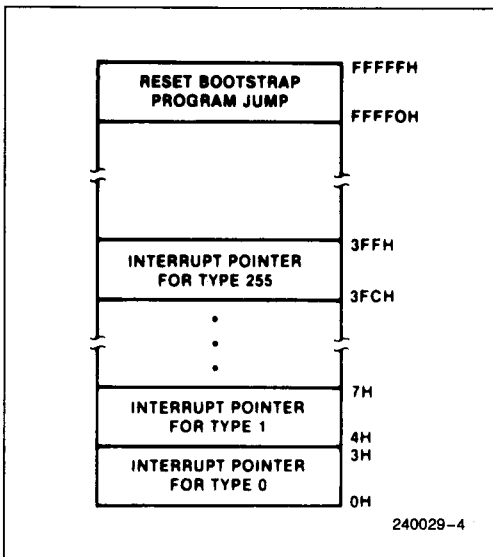 FFFFFH
RESET BOOTSTRAP
PROGRAM JUMP
FFFF0H
3FFH
INTERRUPT POINTER
FOR TYPE 255
3FCH
7H
INTERRUPT POINTER
FOR TYPE 1
4H
3H
INTERRUPT POINTER
FOR TYPE 0
0H
240029-4